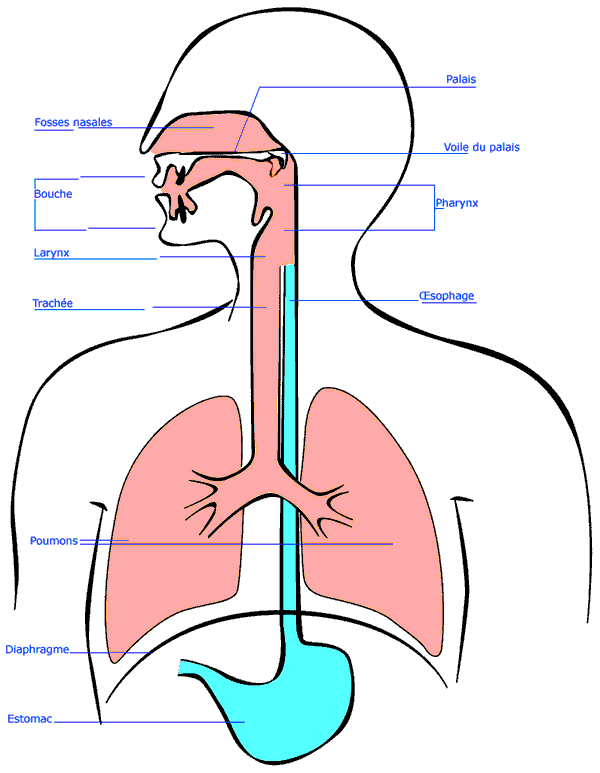 Palais
Fosses nasales
Voile du palais
Bouche
Pharynx
Larynx
Œsophage
Trachée
Poumons
Diaphragme
Estomac